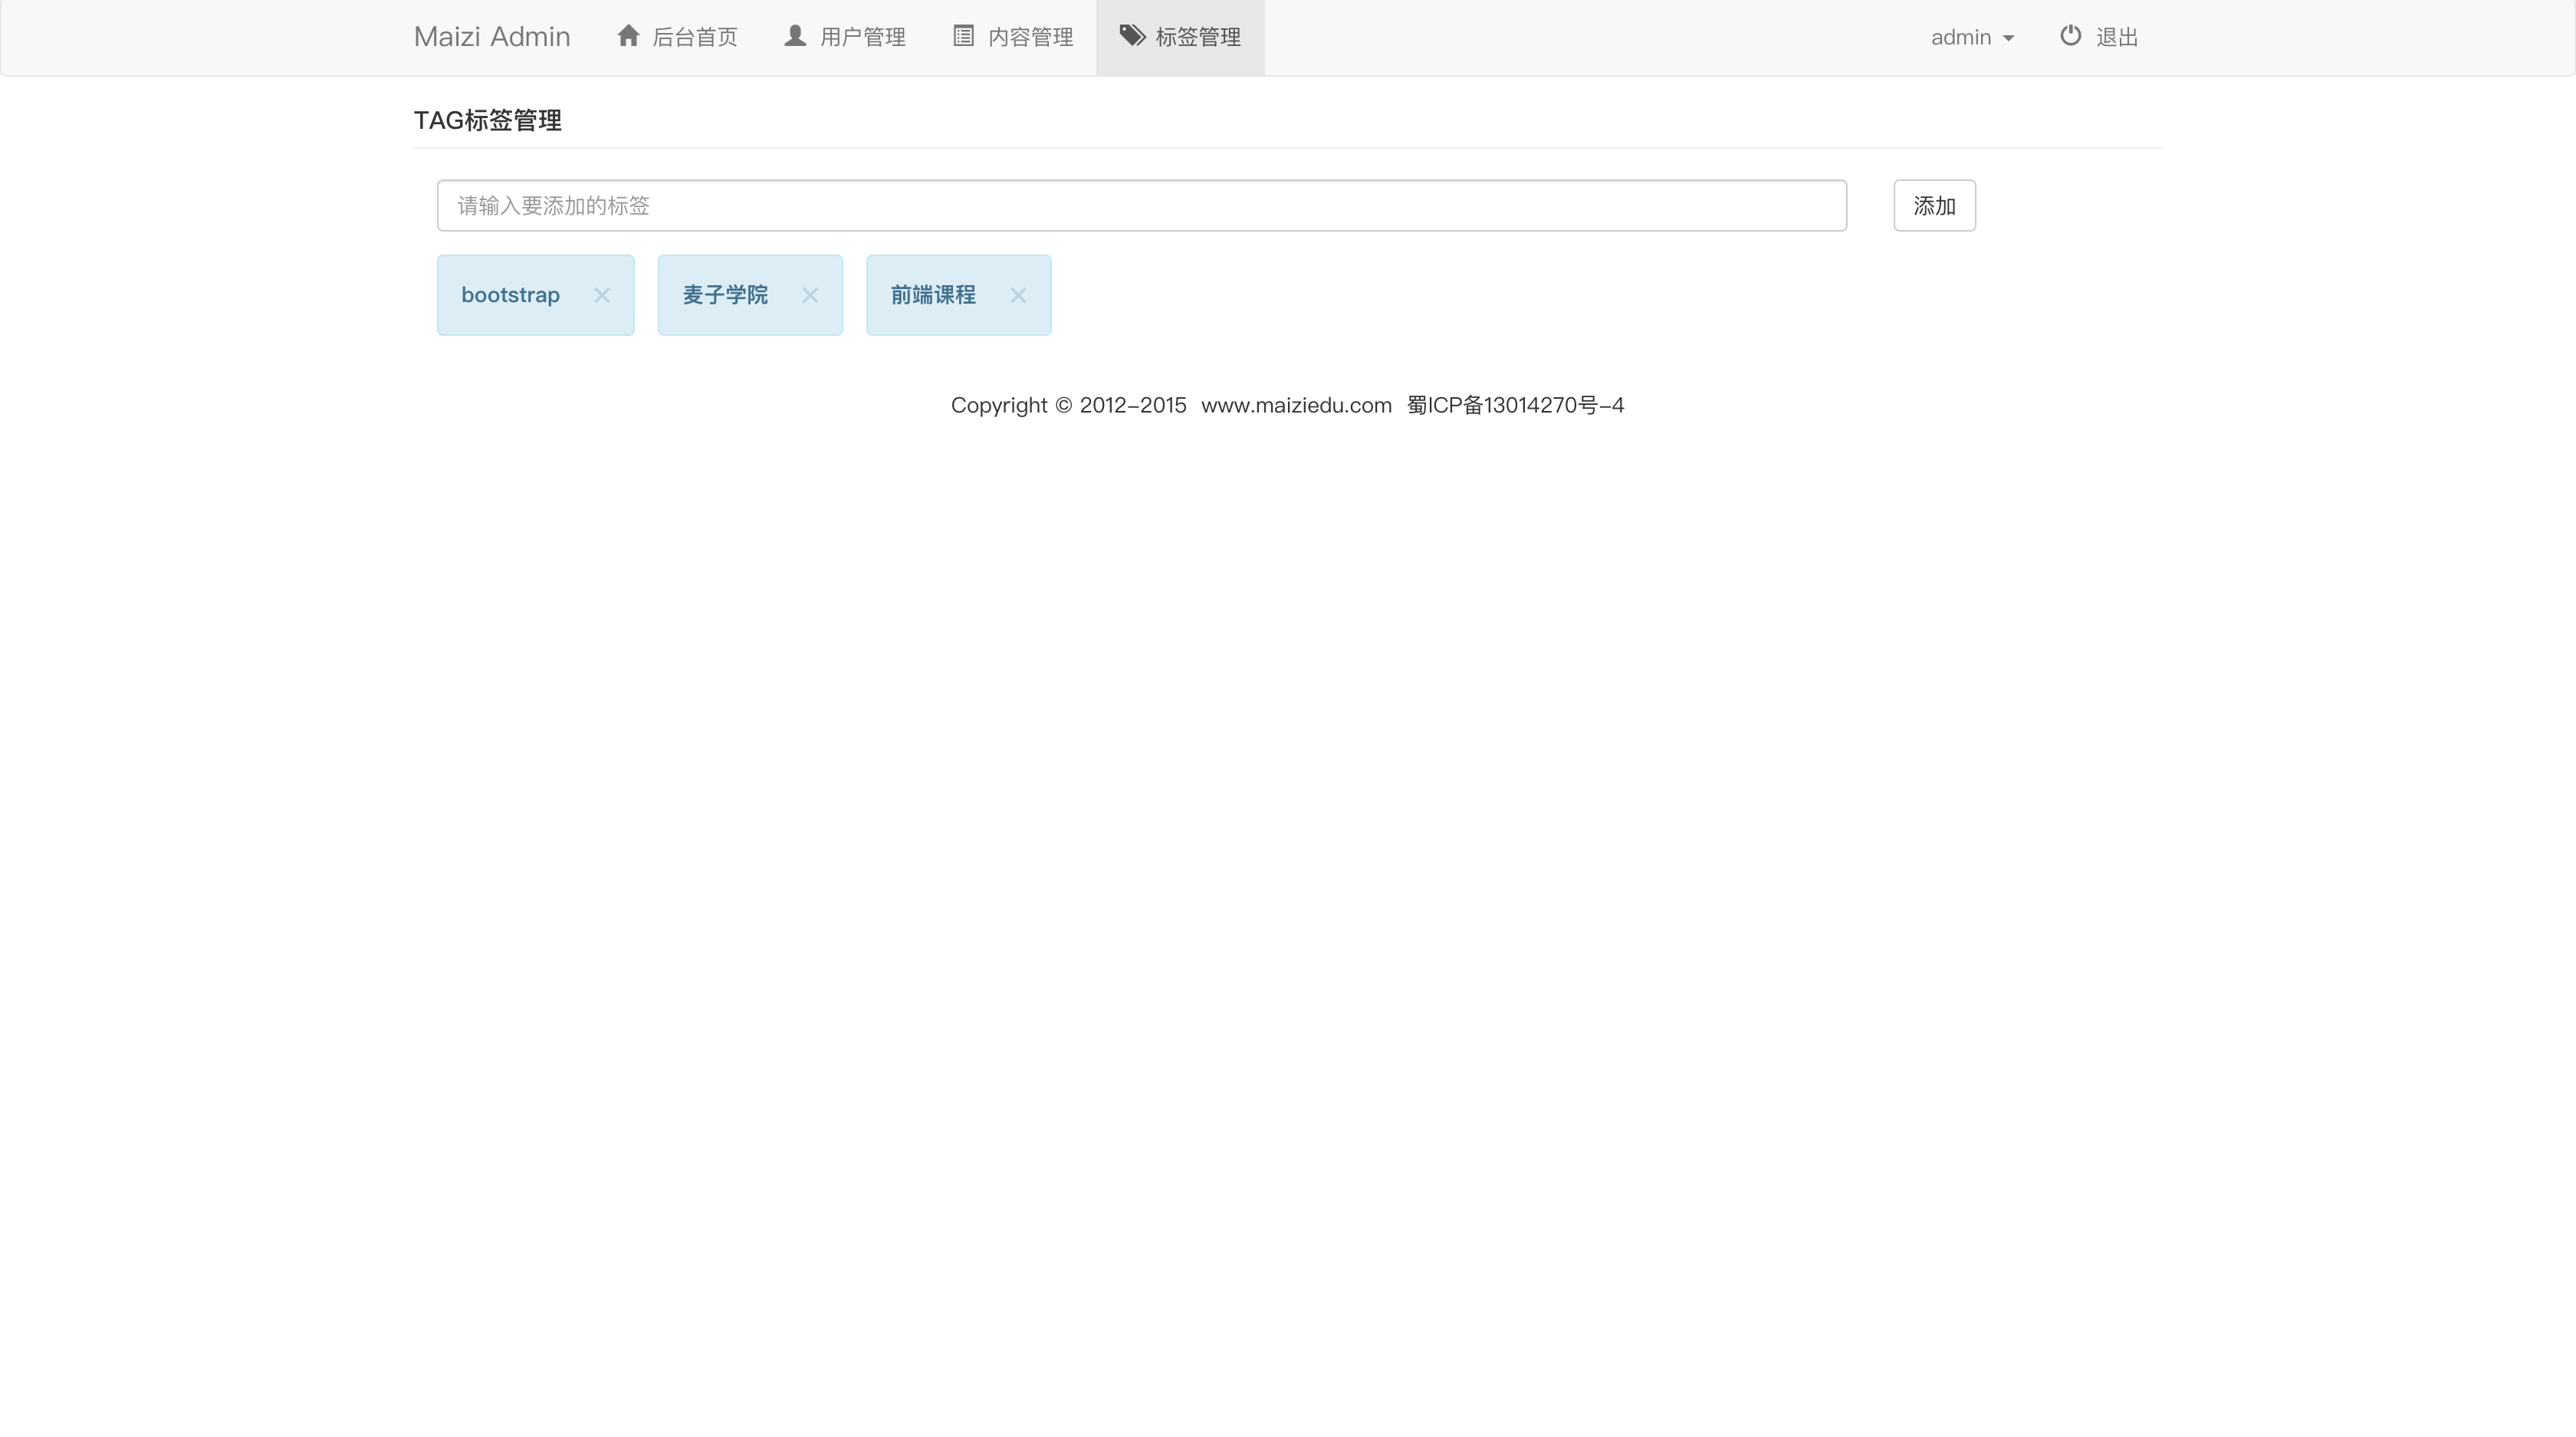 Maizi Admin 后台首页 用户管理 内容管理 标签管理 admin 退出
TAG标签管理
请输入要添加的标签 添加
bootstrap × 麦子学院 × 前端课程 ×
Copyright © 2012-2015 www.maiziedu.com 蜀ICP备13014270号-4